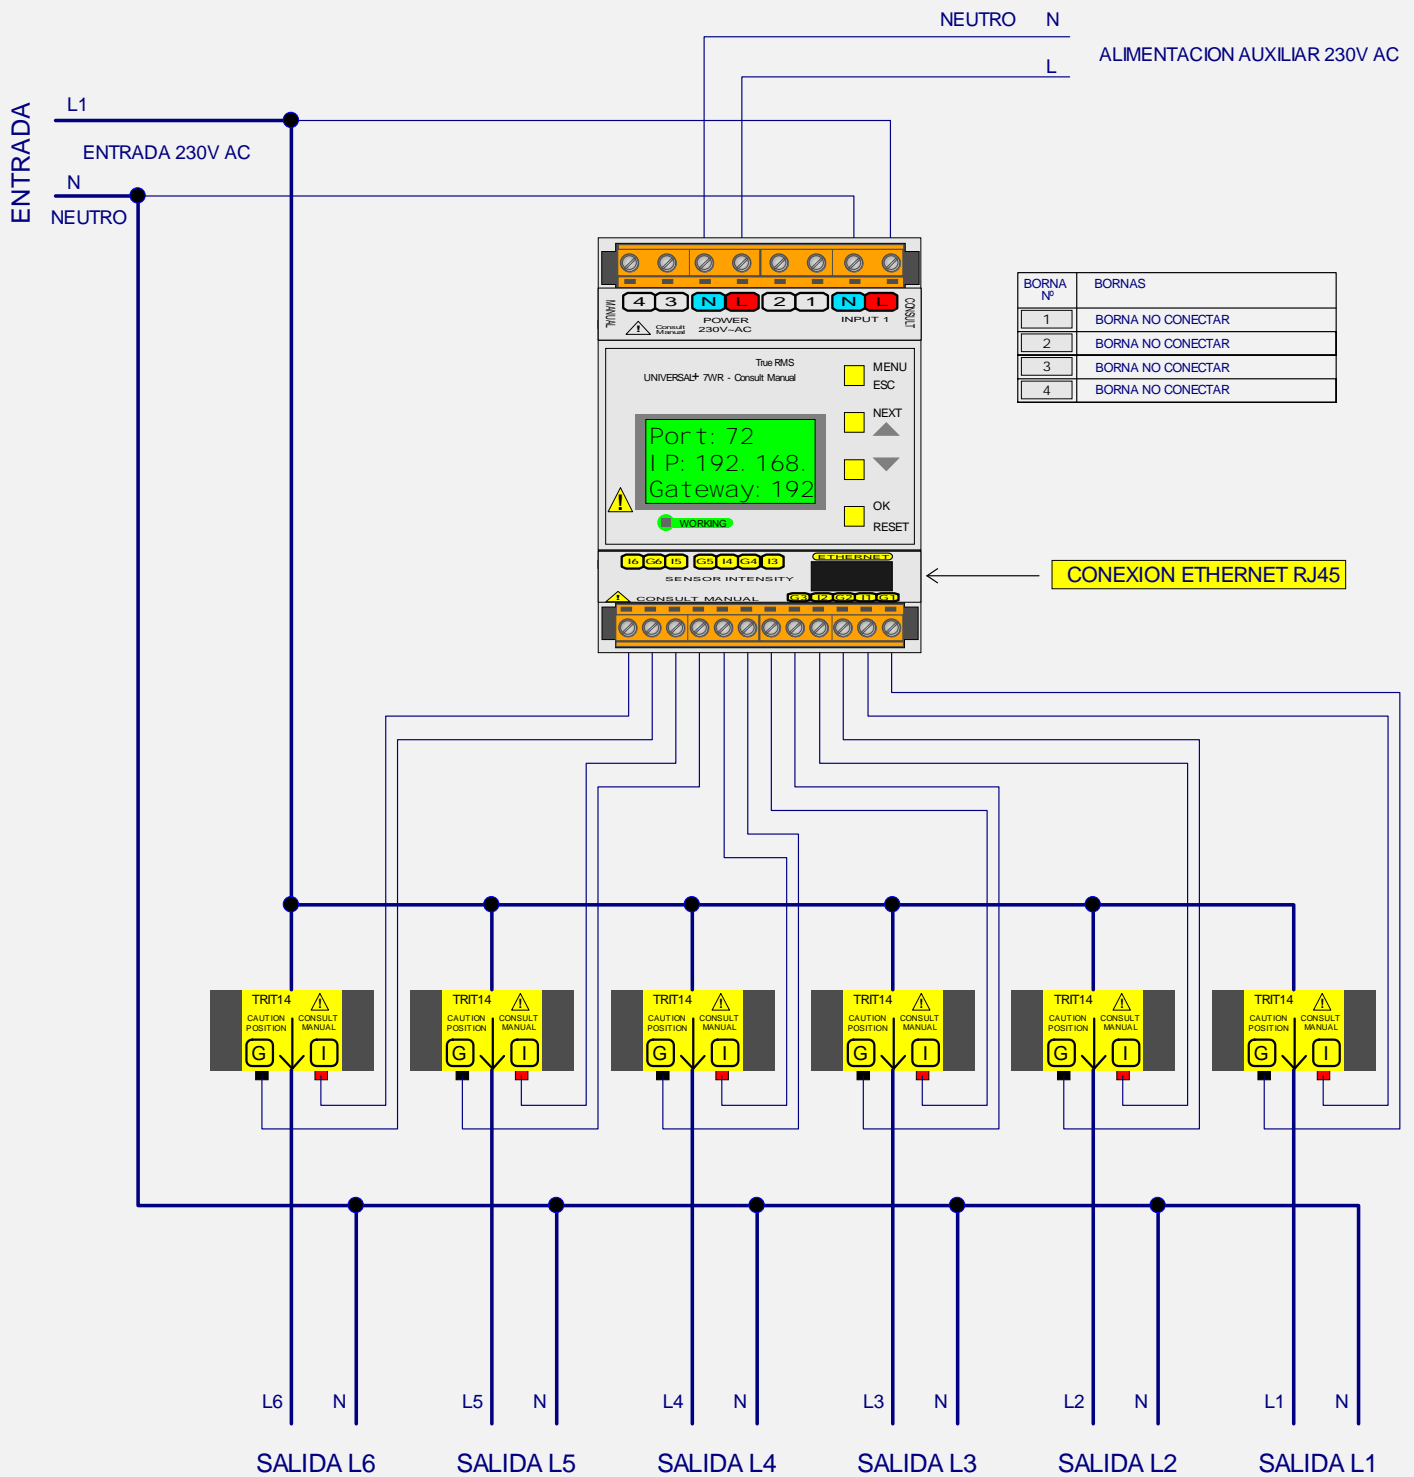 NEUTRO N
ALIMENTACION AUXILIAR 230V AC
L
ENTRADA
L1
ENTRADA 230V AC
N
NEUTRO
MANUAL
4 3 N L 2 1 N L
CONSULT
Consult
Manual
POWER
230V~AC
INPUT 1
BORNA
Nº
BORNAS
1 BORNA NO CONECTAR
2 BORNA NO CONECTAR
3 BORNA NO CONECTAR
4 BORNA NO CONECTAR
True RMS
UNIVERSAL+ 7WR - Consult Manual
MENU
ESC
NEXT
OK
RESET
Port: 72
IP: 192. 168.
Gateway: 192
WORKING
I6 G6 I5 G5 I4 G4 I3
ETHERNET
SENSOR INTENSITY
CONSULT MANUAL
G3 I2 G2 I1 G1
CONEXION ETHERNET RJ45
TRIT14
CAUTION
POSITION
CONSULT
MANUAL
G I
TRIT14
CAUTION
POSITION
CONSULT
MANUAL
G I
TRIT14
CAUTION
POSITION
CONSULT
MANUAL
G I
TRIT14
CAUTION
POSITION
CONSULT
MANUAL
G I
TRIT14
CAUTION
POSITION
CONSULT
MANUAL
G I
TRIT14
CAUTION
POSITION
CONSULT
MANUAL
G I
L6 N L5 N L4 N L3 N L2 N L1 N
SALIDA L6 SALIDA L5 SALIDA L4 SALIDA L3 SALIDA L2 SALIDA L1